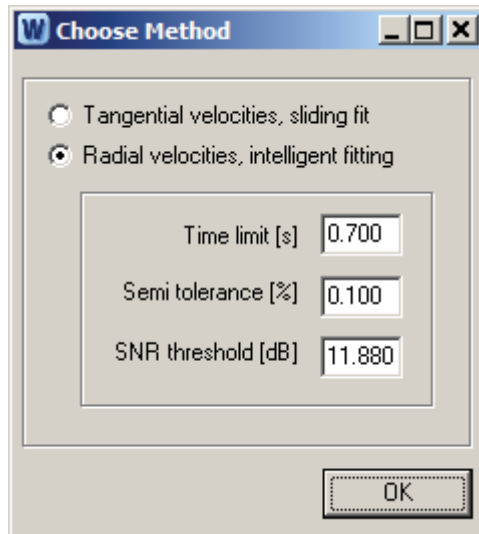 W Choose Method
Tangential velocities, sliding fit
Radial velocities, intelligent fitting
Time limit [s] 0.700
Semi tolerance [%] 0.100
SNR threshold [dB] 11.880
OK